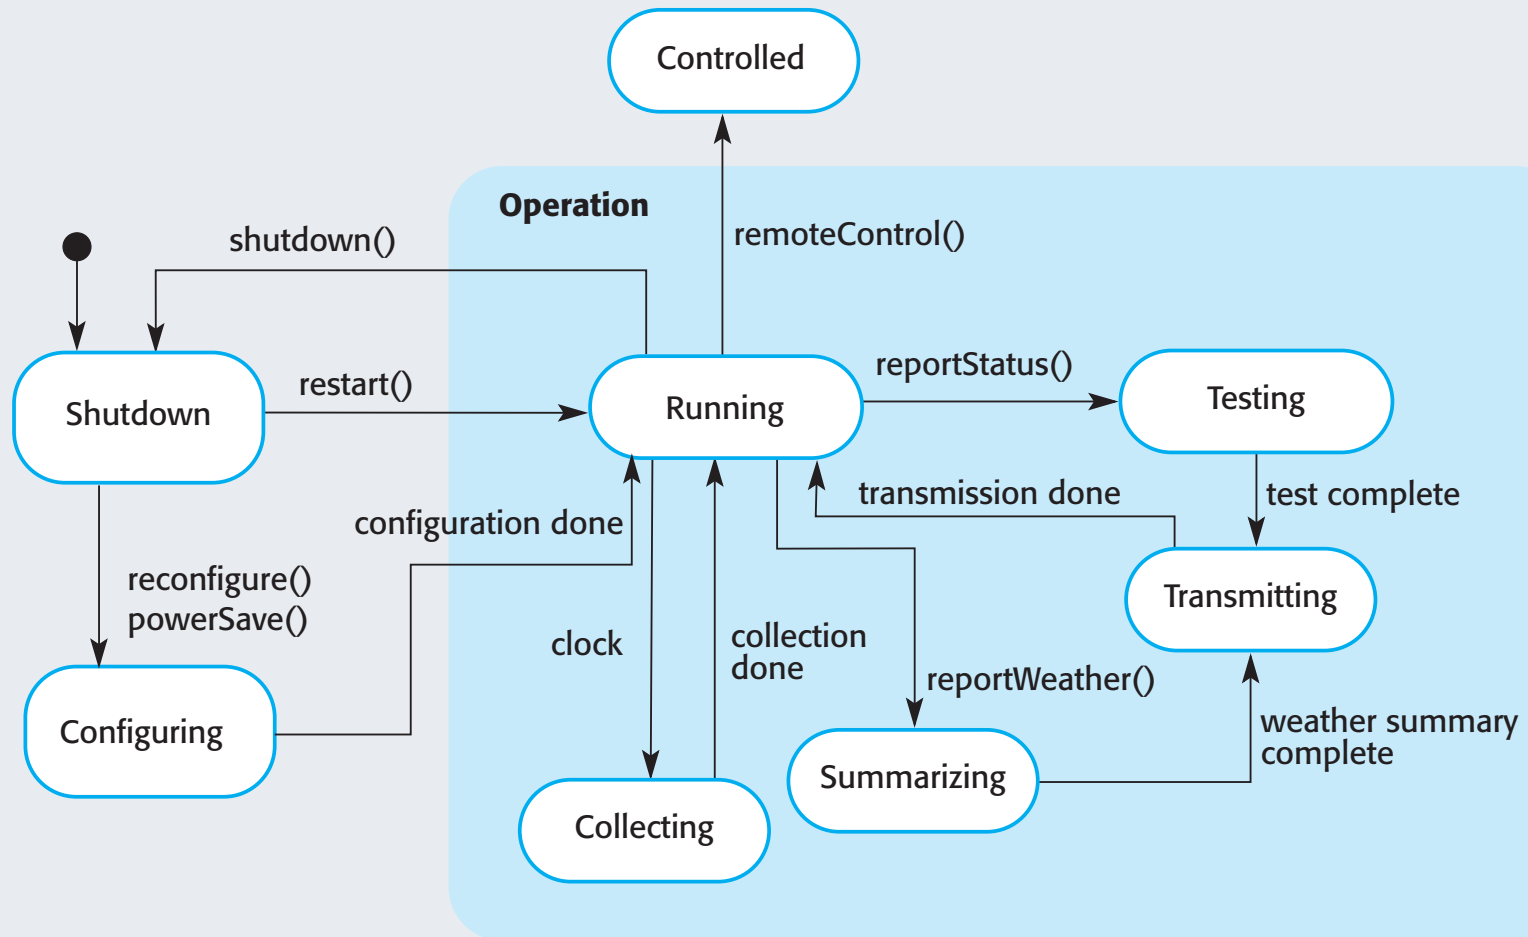 Controlled
Operation
shutdown()
remoteControl()
restart()
reportStatus()
Shutdown
Running
Testing
transmission done
test complete
configuration done
reconfigure()
powerSave()
Transmitting
clock
collection
done
reportWeather()
weather summary
complete
Configuring
Summarizing
Collecting